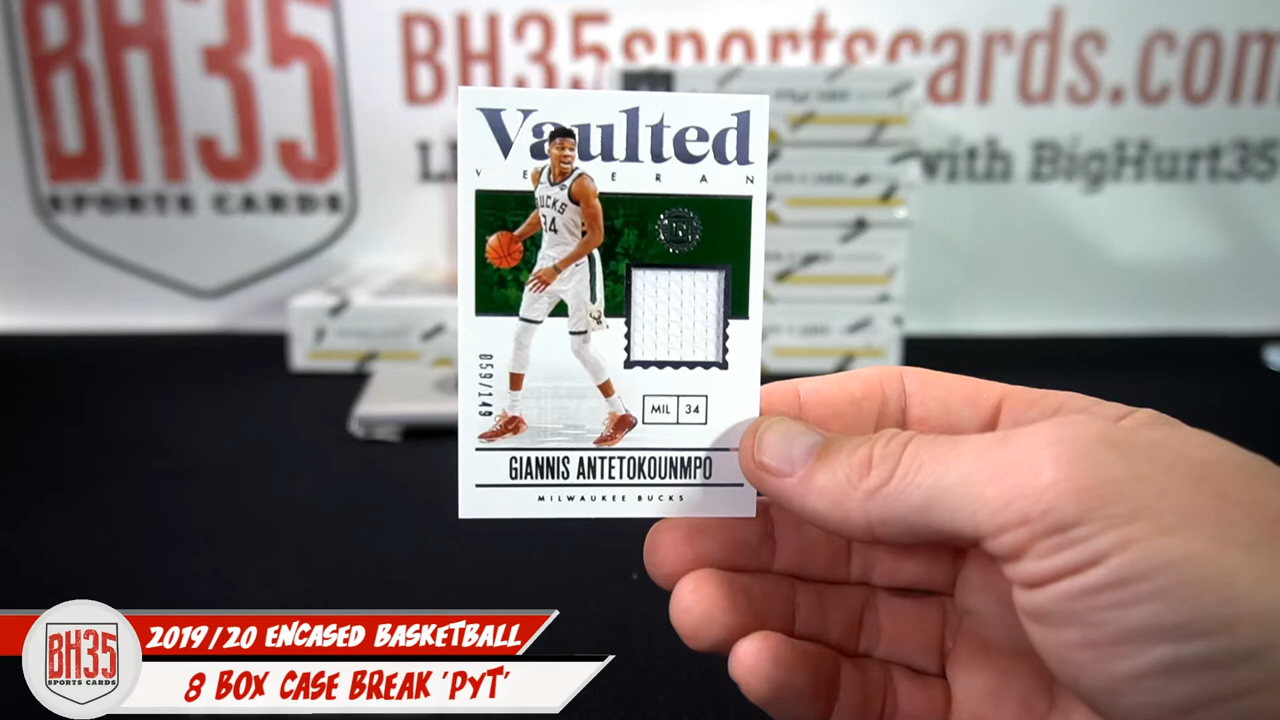 BH35
SPORTS CARDS
BH35sportscards.com
with BigHurt35
Vaulted
VETERAN
BUCKS
34
E
059/149
MIL 34
GIANNIS ANTETOKOUNMPO
MILWAUKEE BUCKS
BH35
SPORTS CARDS
2019/20 ENCASED BASKETBALL
8 BOX CASE BREAK 'PYT'